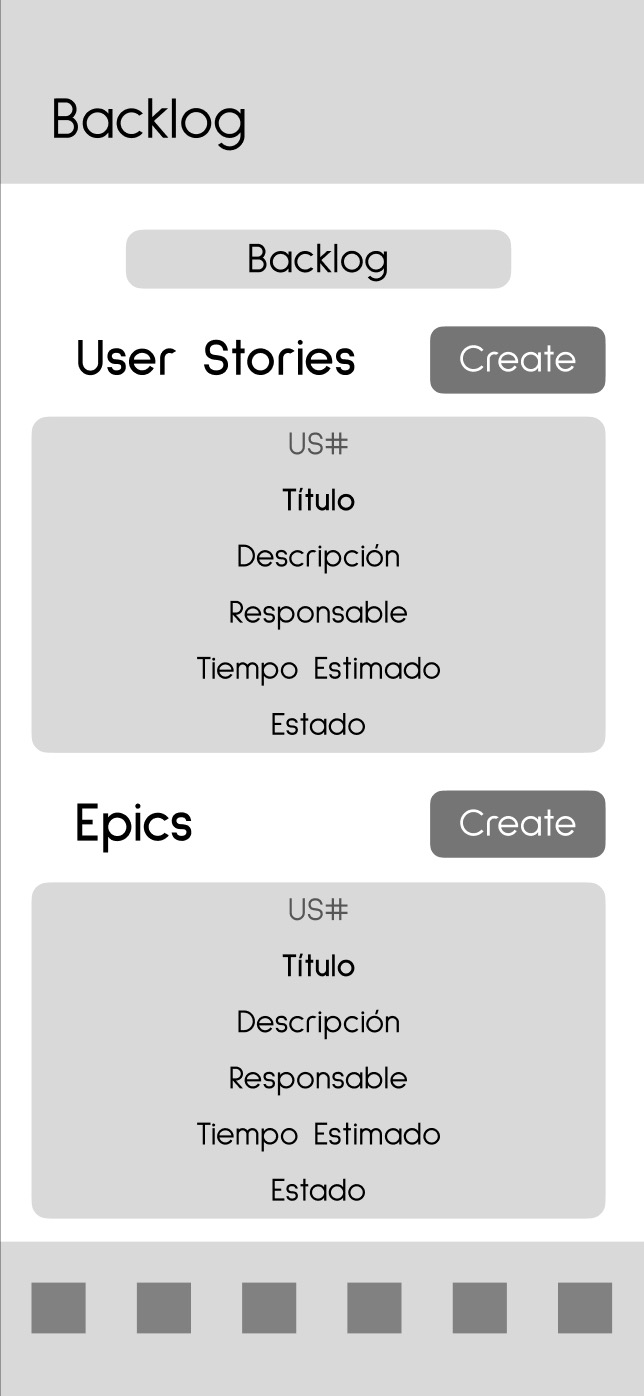 Backlog
Backlog
User Stories
Create
US#
Título
Descripción
Responsable
Tiempo Estimado
Estado
Epics
Create
US#
Título
Descripción
Responsable
Tiempo Estimado
Estado